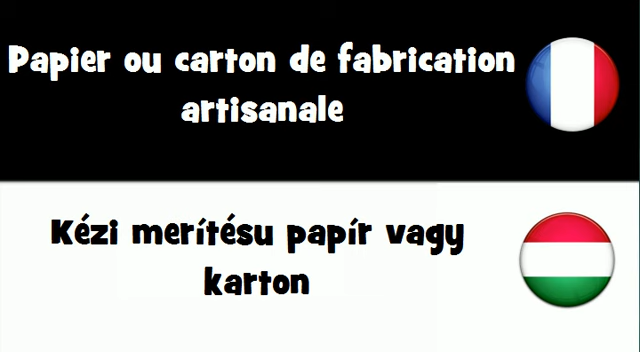 Papier ou carton de fabrication
artisanale
Kézi merítésu papír vagy
karton